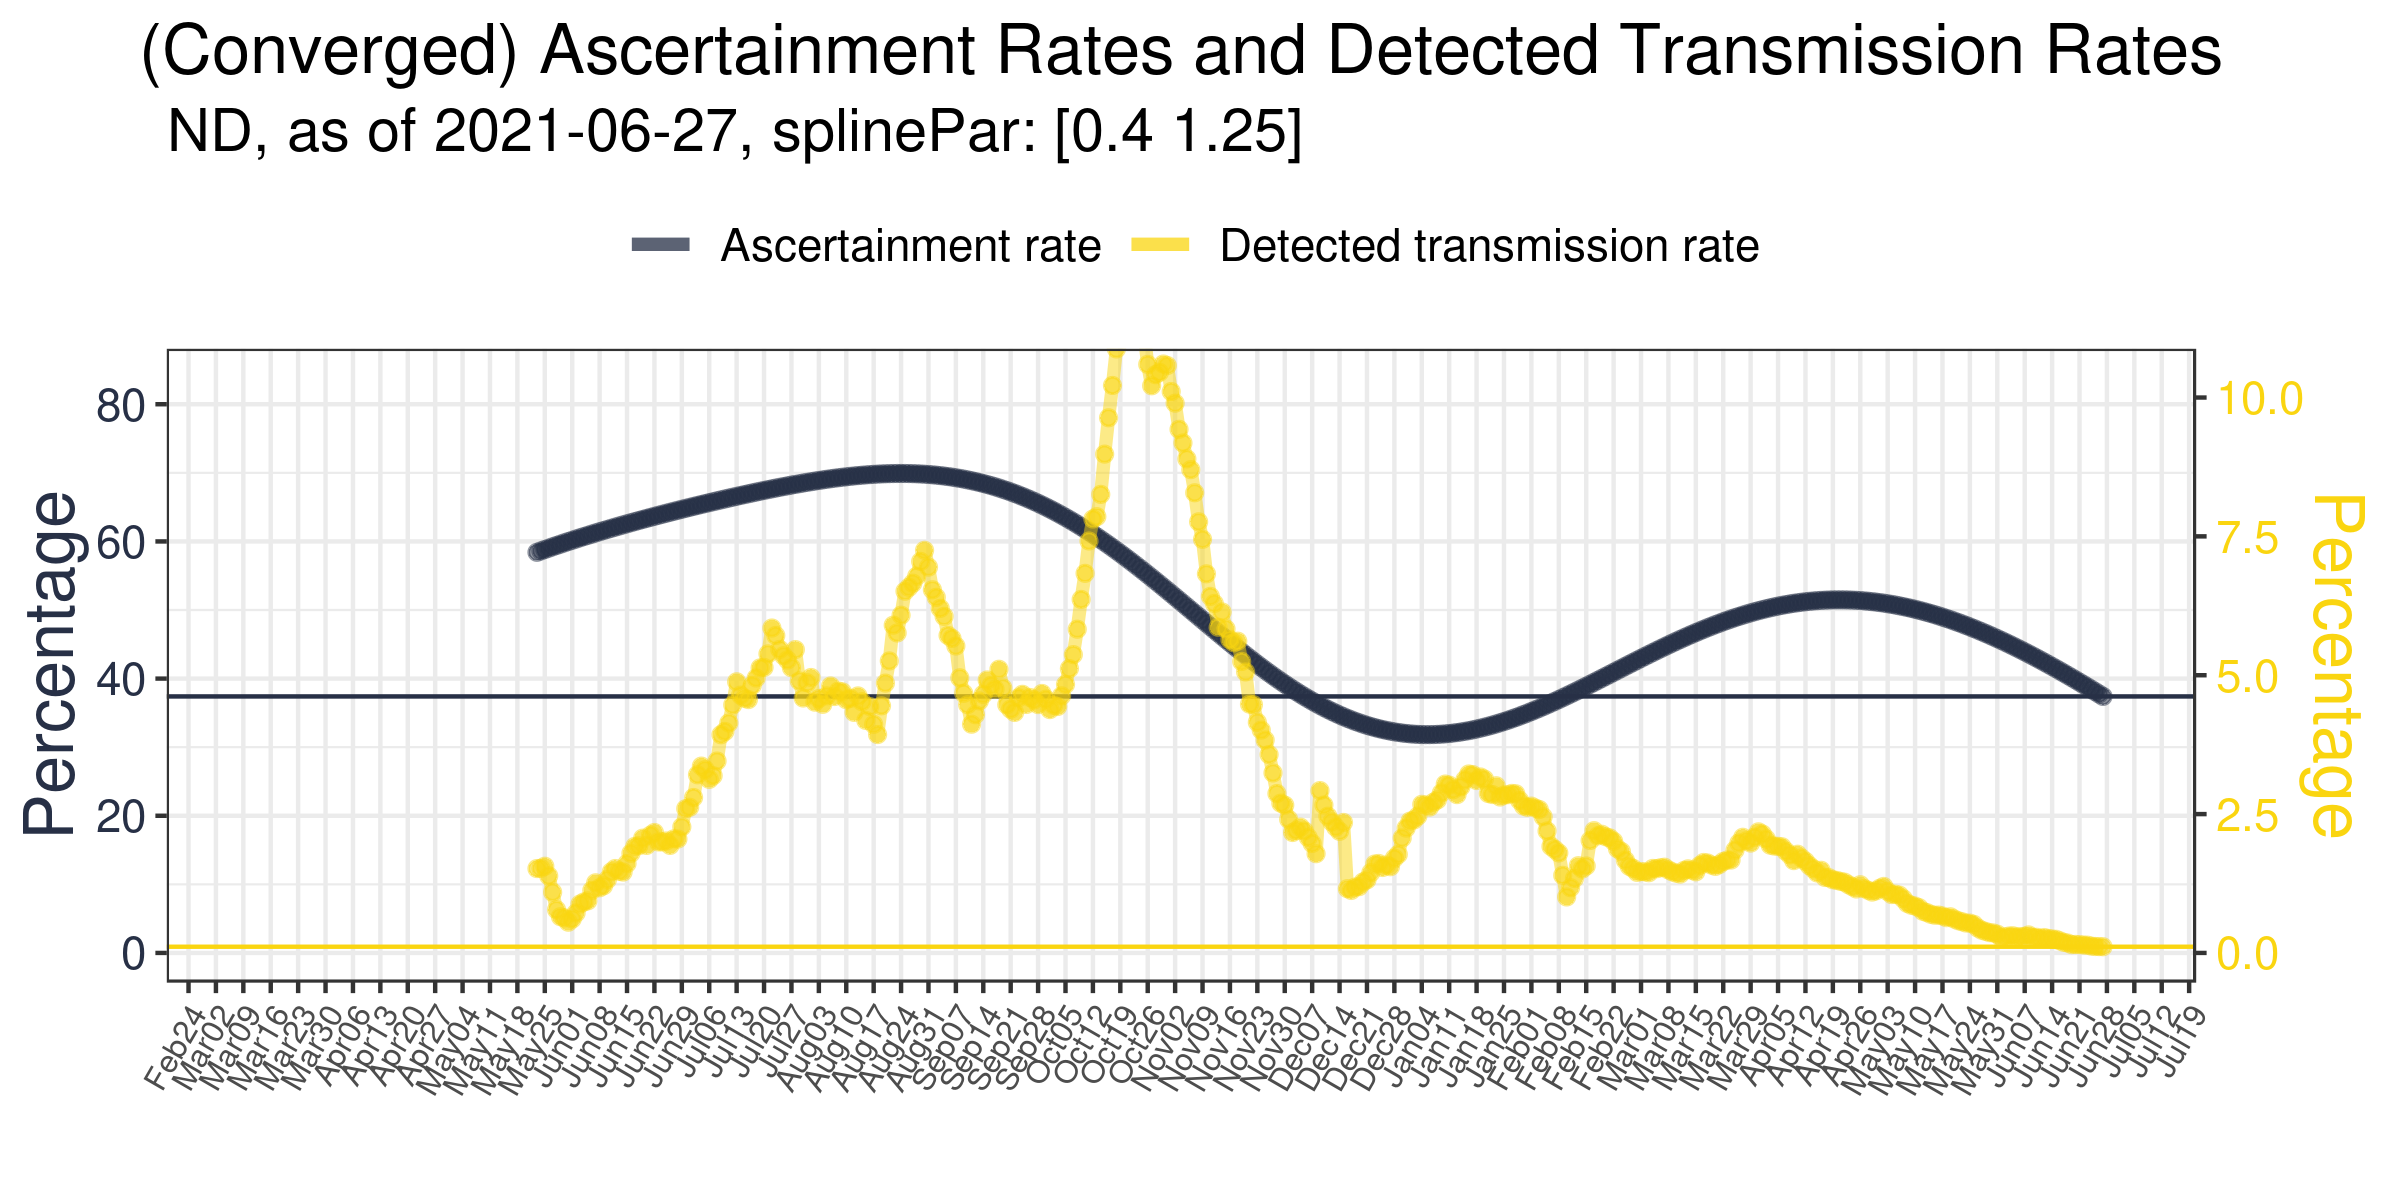 (Converged) Ascertainment Rates and Detected Transmission Rates
ND, as of 2021-06-27, splinePar: [0.4 1.25]
Ascertainment rate
Detected transmission rate
Percentage
80
60
40
20
0
10.0
7.5
5.0
2.5
0.0
Percentage
Feb24
Mar02
Mar09
Mar16
Mar23
Mar30
Apr06
Apr13
Apr20
Apr27
May04
May11
May18
May25
Jun01
Jun08
Jun15
Jun22
Jun29
Jul06
Jul13
Jul20
Jul27
Aug03
Aug10
Aug17
Aug24
Aug31
Sep07
Sep14
Sep21
Sep28
Oct05
Oct12
Oct19
Oct26
Nov02
Nov09
Nov16
Nov23
Nov30
Dec07
Dec14
Dec21
Dec28
Jan04
Jan11
Jan18
Jan25
Feb01
Feb08
Feb15
Feb22
Mar01
Mar08
Mar15
Mar22
Mar29
Apr05
Apr12
Apr19
Apr26
May03
May10
May17
May24
May31
Jun07
Jun14
Jun21
Jun28
Jul05
Jul12
Jul19